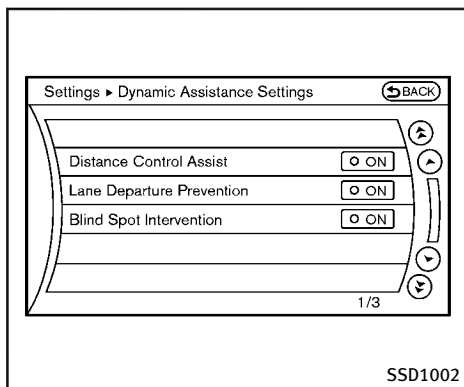 Settings ▸ Dynamic Assistance Settings BACK
Distance Control Assist ON
Lane Departure Prevention ON
Blind Spot Intervention ON
1/3
SSD1002